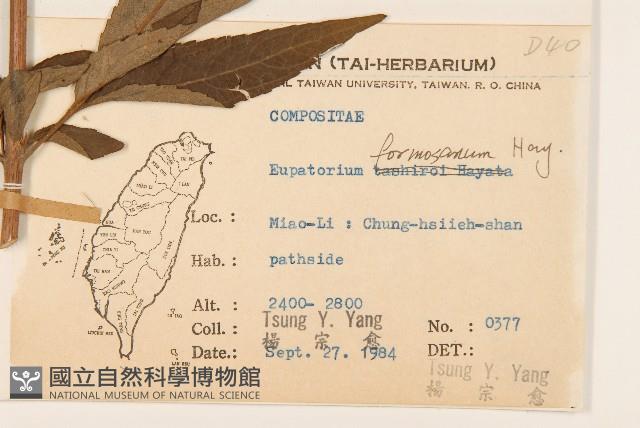 D40
N (TAI-HERBARIUM)
AL TAIWAN UNIVERSITY, TAIWAN. R. O. CHINA
COMPOSITAE
formosanum Hay.
Eupatorium tashiroi Hayata
Loc. : Miao-Li : Chung-hsiieh-shan
Hab. : pathside
Alt. : 2400- 2800
Coll. : Tsung Y. Yang No. : 0377
楊 宗 愈
Date.: Sept. 27. 1984 DET.:
Tsung Y. Yang
楊 宗 愈
國立自然科學博物館
NATIONAL MUSEUM OF NATURAL SCIENCE